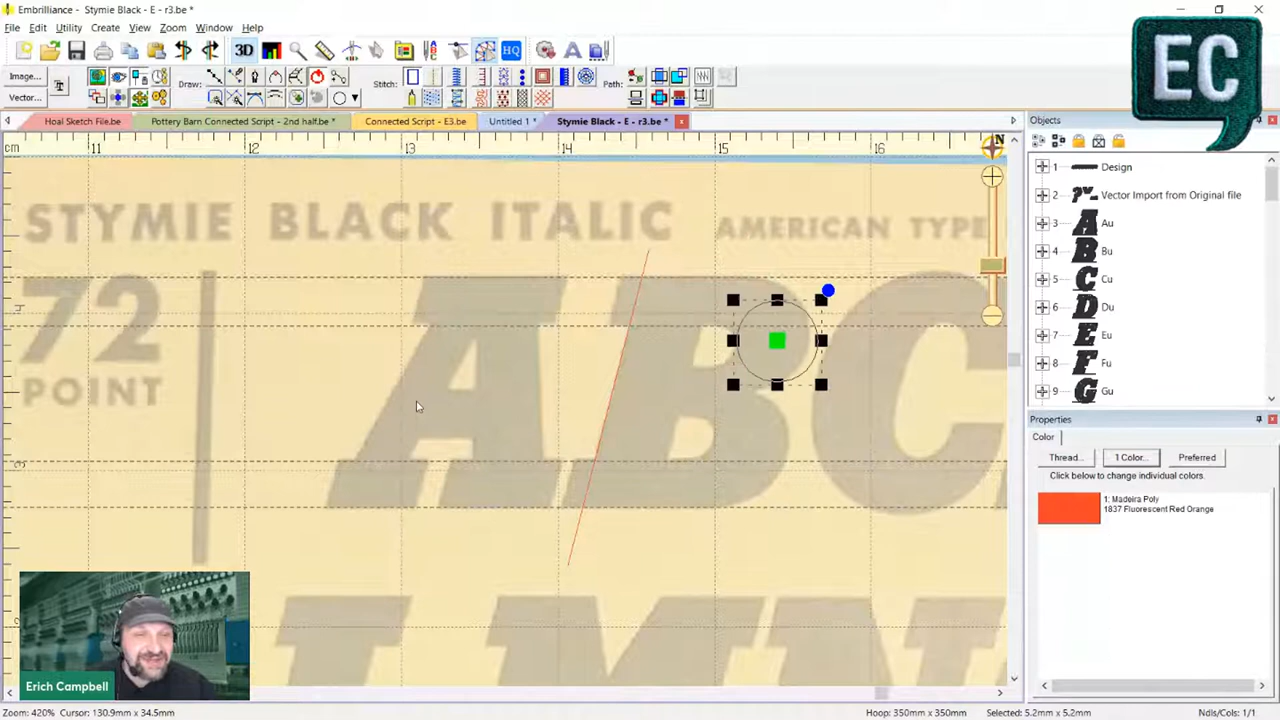 Embrilliance - Stymie Black - E - r3.be *
File Edit Utility Create View Zoom Window Help
3D HQ A
Image... Draw: Stitch: Path:
Vector...
Hoal Sketch File.be Pottery Barn Connected Script - 2nd half.be * Connected Script - E3.be Untitled 1 * Stymie Black - E - r3.be *
cm 11 12 13 14 15 16 N
STYMIE BLACK ITALIC AMERICAN TYPE
72
POINT
ABC
4
3
2
EC
Objects
1 Design
2 Vector Import from Original file
3 Au
4 Bu
5 Cu
6 Du
7 Eu
8 Fu
9 Gu
Properties
Color
Thread... 1 Color... Preferred
Click below to change individual colors.
1: Madeira Poly
1837 Fluorescent Red Orange
Erich Campbell
Zoom: 420% Cursor: 130.9mm x 34.5mm Hoop: 350mm x 350mm Selected: 5.2mm x 5.2mm Ndls/Cols: 1/1